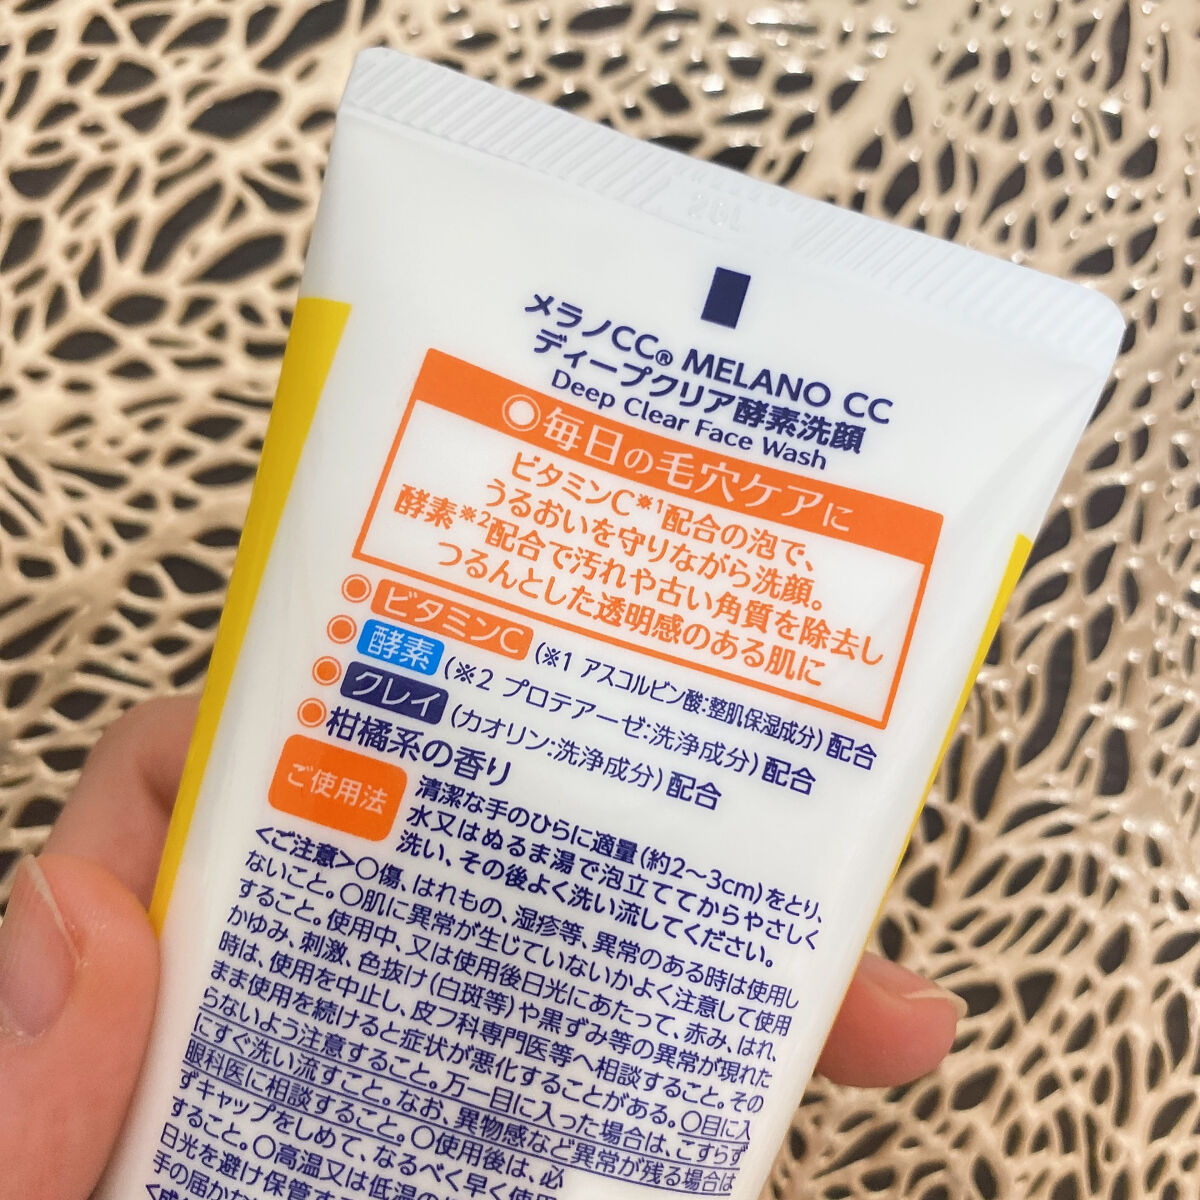 メラノCC® MELANO CC
ディープクリア酵素洗顔
Deep Clear Face Wash
◎毎日の毛穴ケアに
ビタミンC※1配合の泡で、
うるおいを守りながら洗顔。
酵素※2配合で汚れや古い角質を除去し
つるんとした透明感のある肌に
◎ビタミンC(※1 アスコルビン酸:整肌保湿成分)配合
◎酵素(※2 プロテアーゼ:洗浄成分)配合
◎クレイ(カオリン:洗浄成分)配合
◎柑橘系の香り
ご使用法
清潔な手のひらに適量(約2～3cm)をとり、
水又はぬるま湯で泡立ててからやさしく
洗い、その後よく洗い流してください。
<ご注意>○傷、はれもの、湿疹等、異常のある時は使用し
ないこと。○肌に異常が生じていないかよく注意して使用
すること。使用中、又は使用後日光にあたって、赤み、はれ、
かゆみ、刺激、色抜け(白斑等)や黒ずみ等の異常が現れた
時は、使用を中止し、皮フ科専門医等へ相談すること。その
まま使用を続けると症状が悪化することがある。○目に入
らないよう注意すること。万一目に入った場合は、こすらず
にすぐ洗い流すこと。なお、異物感など異常が残る場合は
眼科医に相談すること。○使用後は、必
ずキャップをしめて、なるべく早く使用
すること。○高温又は低温の
日光を避け保管す
手の届かな